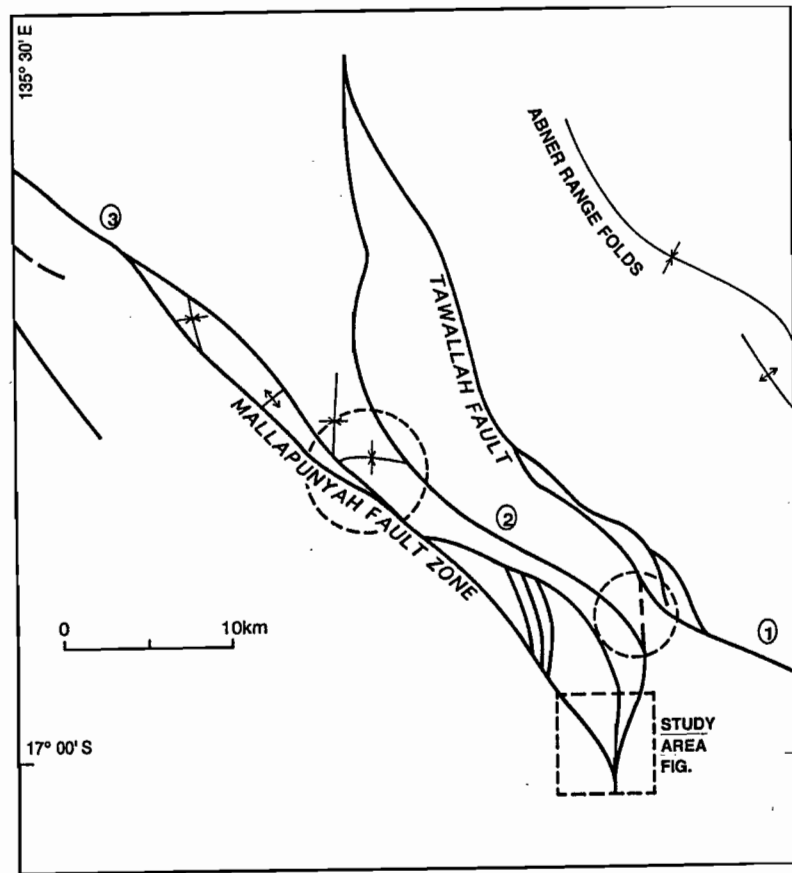 135° 30' E
ABNER RANGE FOLDS
3
TAWALLAH FAULT
MALLAPUNYAH FAULT ZONE
2
0 10km
1
STUDY
AREA
FIG.
17° 00' S